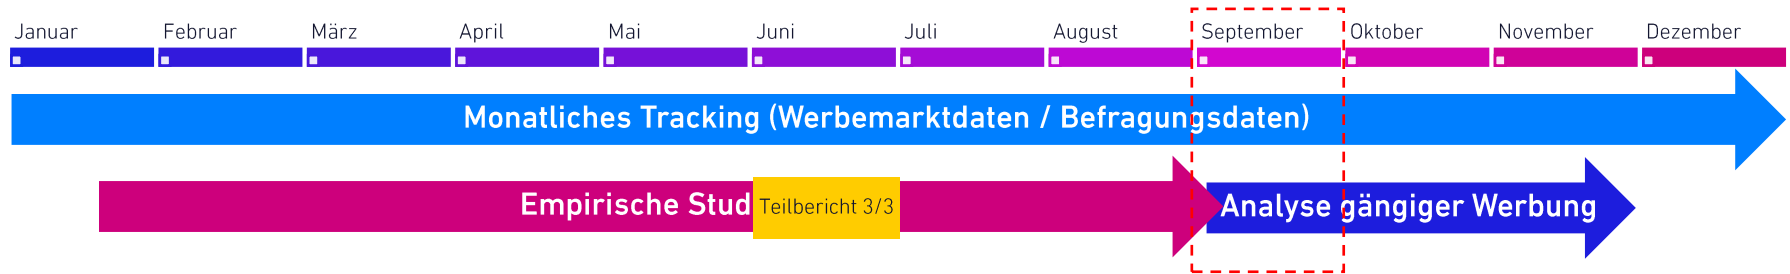 Januar Februar März April Mai Juni Juli August September Oktober November Dezember
Monatliches Tracking (Werbemarktdaten / Befragungsdaten)
Empirische Stud Teilbericht 3/3 Analyse gängiger Werbung